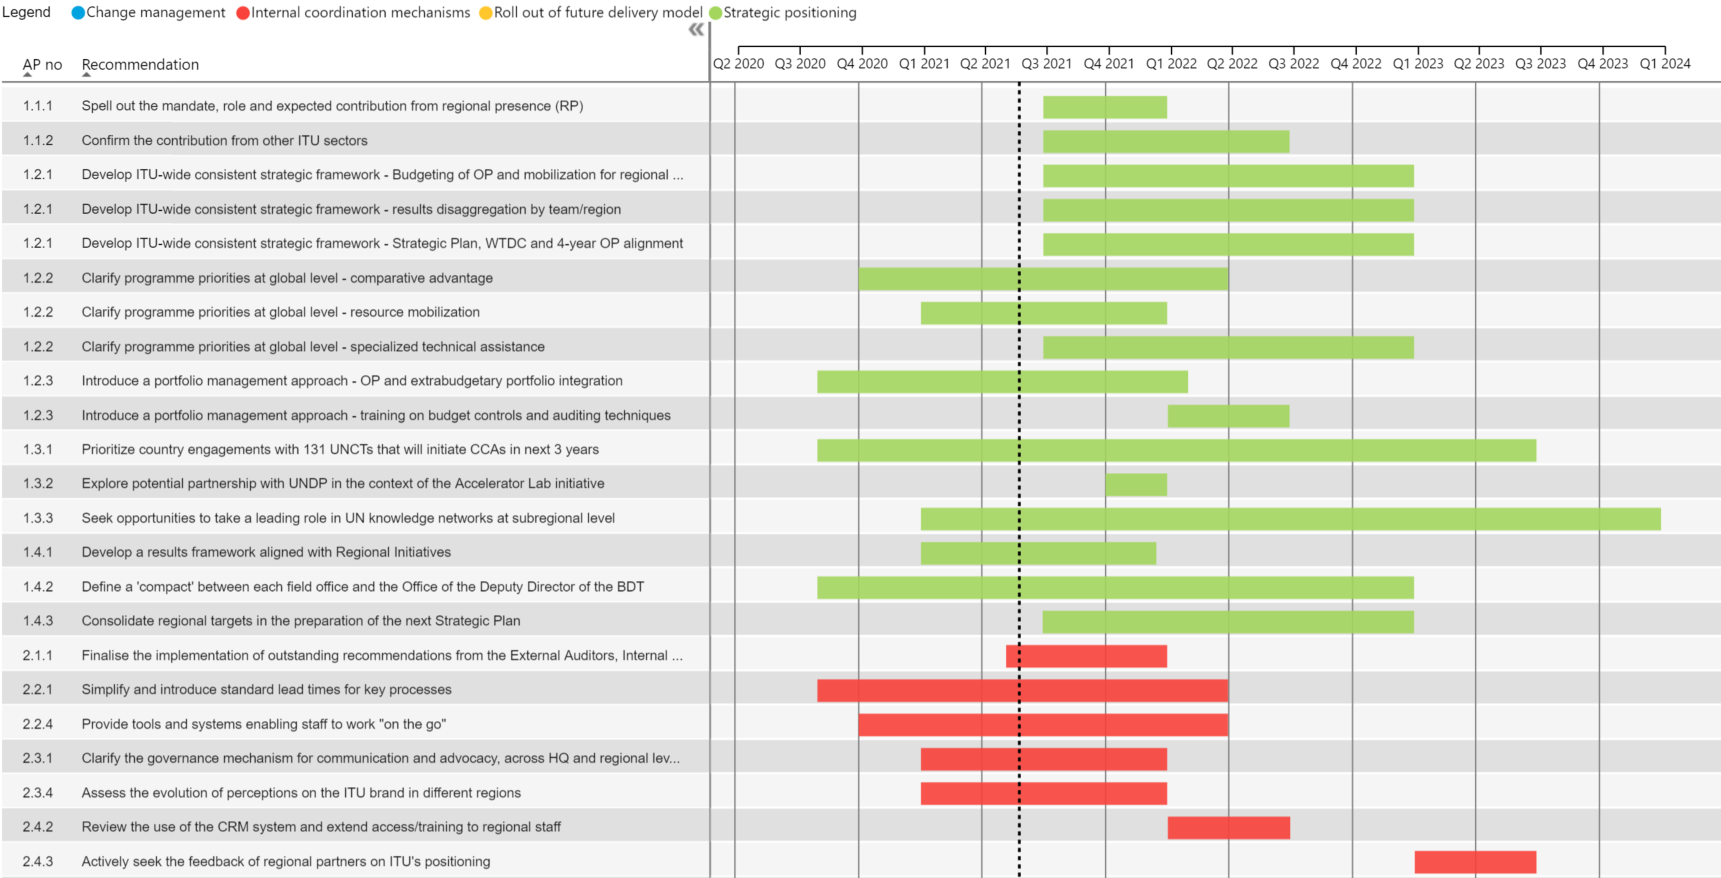 Legend Change management Internal coordination mechanisms Roll out of future delivery model Strategic positioning
AP no Recommendation Q2 2020 Q3 2020 Q4 2020 Q1 2021 Q2 2021 Q3 2021 Q4 2021 Q1 2022 Q2 2022 Q3 2022 Q4 2022 Q1 2023 Q2 2023 Q3 2023 Q4 2023 Q1 2024
1.1.1 Spell out the mandate, role and expected contribution from regional presence (RP)
1.1.2 Confirm the contribution from other ITU sectors
1.2.1 Develop ITU-wide consistent strategic framework - Budgeting of OP and mobilization for regional ...
1.2.1 Develop ITU-wide consistent strategic framework - results disaggregation by team/region
1.2.1 Develop ITU-wide consistent strategic framework - Strategic Plan, WTDC and 4-year OP alignment
1.2.2 Clarify programme priorities at global level - comparative advantage
1.2.2 Clarify programme priorities at global level - resource mobilization
1.2.2 Clarify programme priorities at global level - specialized technical assistance
1.2.3 Introduce a portfolio management approach - OP and extrabudgetary portfolio integration
1.2.3 Introduce a portfolio management approach - training on budget controls and auditing techniques
1.3.1 Prioritize country engagements with 131 UNCTs that will initiate CCAs in next 3 years
1.3.2 Explore potential partnership with UNDP in the context of the Accelerator Lab initiative
1.3.3 Seek opportunities to take a leading role in UN knowledge networks at subregional level
1.4.1 Develop a results framework aligned with Regional Initiatives
1.4.2 Define a 'compact' between each field office and the Office of the Deputy Director of the BDT
1.4.3 Consolidate regional targets in the preparation of the next Strategic Plan
2.1.1 Finalise the implementation of outstanding recommendations from the External Auditors, Internal ...
2.2.1 Simplify and introduce standard lead times for key processes
2.2.4 Provide tools and systems enabling staff to work "on the go"
2.3.1 Clarify the governance mechanism for communication and advocacy, across HQ and regional lev...
2.3.4 Assess the evolution of perceptions on the ITU brand in different regions
2.4.2 Review the use of the CRM system and extend access/training to regional staff
2.4.3 Actively seek the feedback of regional partners on ITU's positioning